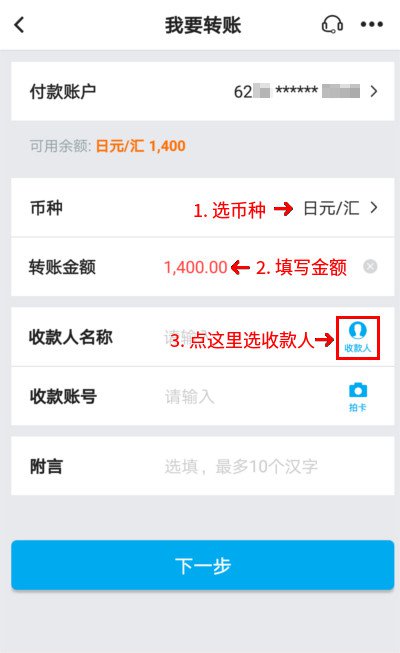 我要转账
付款账户 62 ******
可用余额: 日元/汇 1,400
币种 1. 选币种 日元/汇
转账金额 1,400.00 2. 填写金额
收款人名称 请输入 3. 点这里选收款人 收款人
收款账号 请输入 拍卡
附言 选填，最多10个汉字
下一步